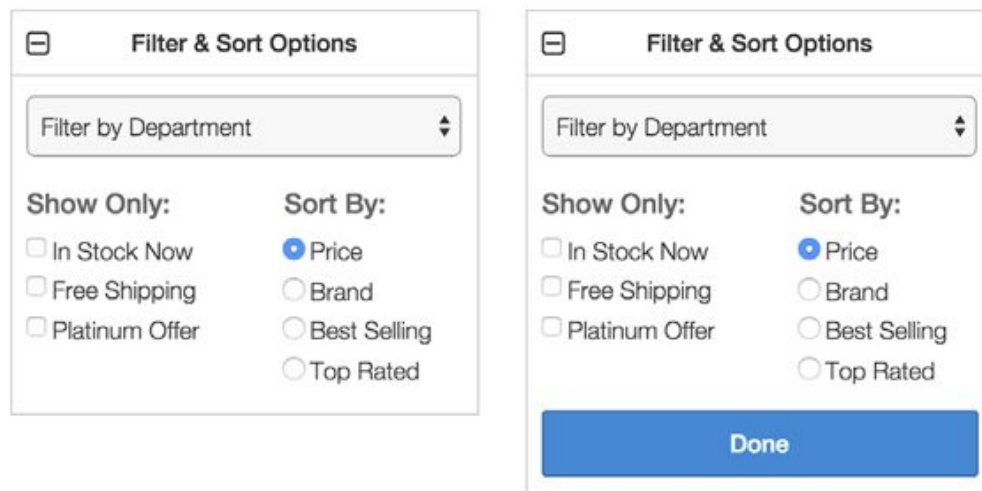 Filter & Sort Options
Filter by Department
Show Only:
In Stock Now
Free Shipping
Platinum Offer
Sort By:
Price
Brand
Best Selling
Top Rated
Filter & Sort Options
Filter by Department
Show Only:
In Stock Now
Free Shipping
Platinum Offer
Sort By:
Price
Brand
Best Selling
Top Rated
Done